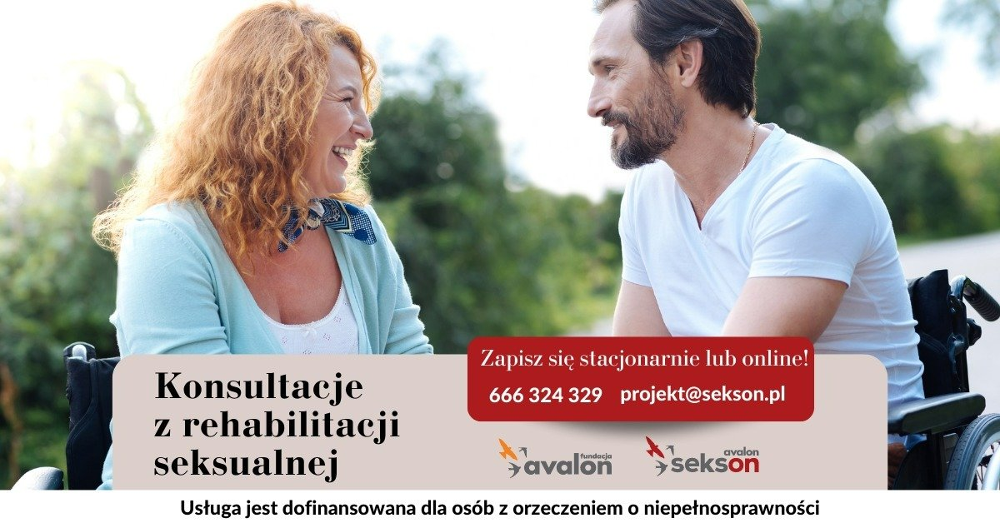 Zapisz się stacjonarnie lub online!
666 324 329 projekt@sekson.pl
Konsultacje
z rehabilitacji
seksualnej
fundacja
avalon
avalon
seksON
Usługa jest dofinansowana dla osób z orzeczeniem o niepełnosprawności